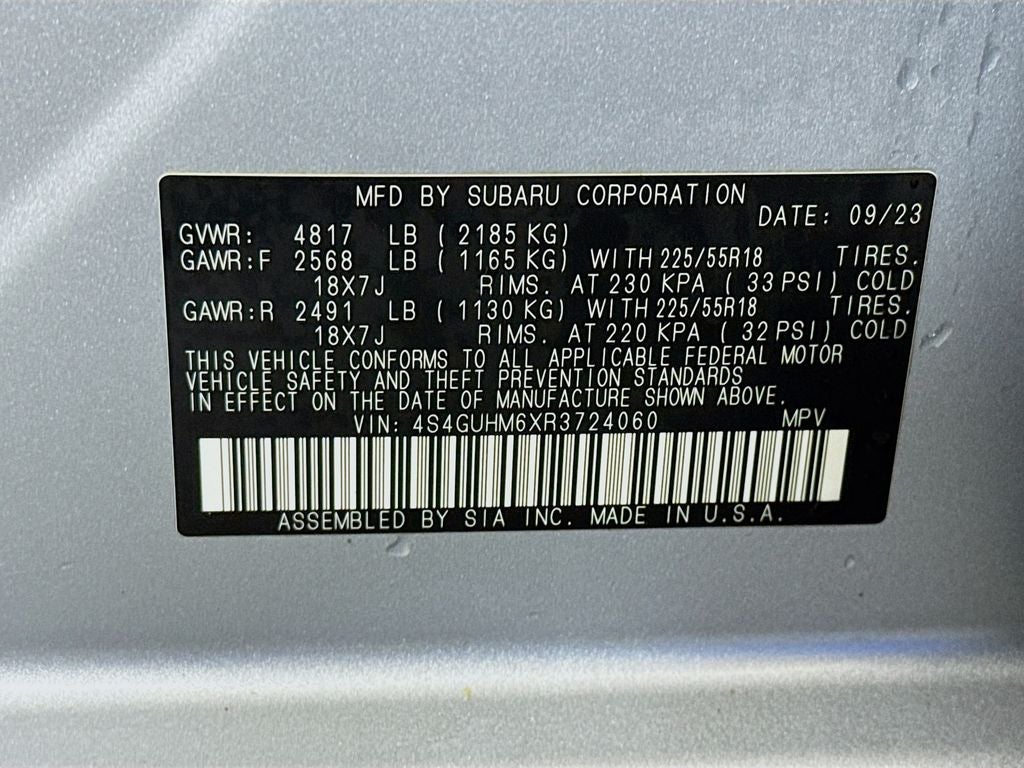 MFD BY SUBARU CORPORATION
DATE: 09/23
GVWR: 4817 LB ( 2185 KG)
GAWR:F 2568 LB ( 1165 KG) WITH 225/55R18 TIRES.
18X7J RIMS. AT 230 KPA ( 33 PSI) COLD
GAWR:R 2491 LB ( 1130 KG) WITH 225/55R18 TIRES.
18X7J RIMS. AT 220 KPA ( 32 PSI) COLD
THIS VEHICLE CONFORMS TO ALL APPLICABLE FEDERAL MOTOR
VEHICLE SAFETY AND THEFT PREVENTION STANDARDS
IN EFFECT ON THE DATE OF MANUFACTURE SHOWN ABOVE.
VIN: 4S4GUHM6XR3724060 MPV
ASSEMBLED BY SIA INC. MADE IN U.S.A.